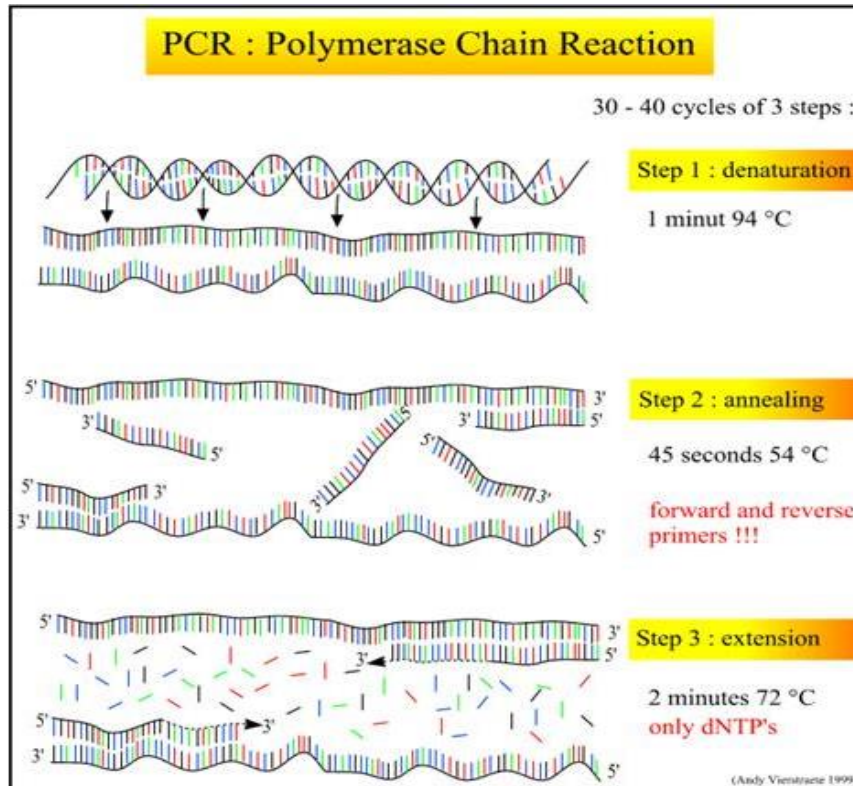 PCR : Polymerase Chain Reaction
30 - 40 cycles of 3 steps :
Step 1 : denaturation
1 minut 94 °C
5'
3'
Step 2 : annealing
3'
5'
3'
5'
5'
45 seconds 54 °C
5'
3'
3'
3'
3'
5'
forward and reverse
primers !!!
5'
3'
Step 3 : extension
3'
5'
2 minutes 72 °C
only dNTP's
5'
3'
3'
5'
(Andy Vierstraete 1999